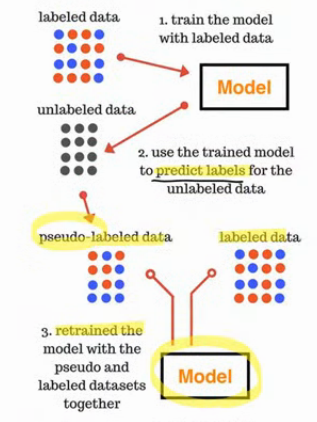 labeled data
1. train the model
with labeled data
Model
unlabeled data
2. use the trained model
to predict labels for the
unlabeled data
pseudo-labeled data
labeled data
3. retrained the
model with the
pseudo and
labeled datasets
together
Model